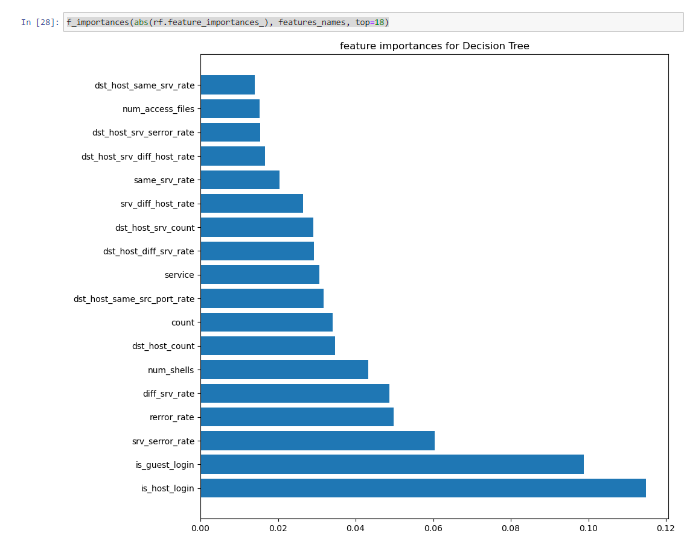 In [28]: f_importances(abs(rf.feature_importances_), features_names, top=18)
feature importances for Decision Tree
dst_host_same_srv_rate
num_access_files
dst_host_srv_serror_rate
dst_host_srv_diff_host_rate
same_srv_rate
srv_diff_host_rate
dst_host_srv_count
dst_host_diff_srv_rate
service
dst_host_same_src_port_rate
count
dst_host_count
num_shells
diff_srv_rate
rerror_rate
srv_serror_rate
is_guest_login
is_host_login
0.00 0.02 0.04 0.06 0.08 0.10 0.12